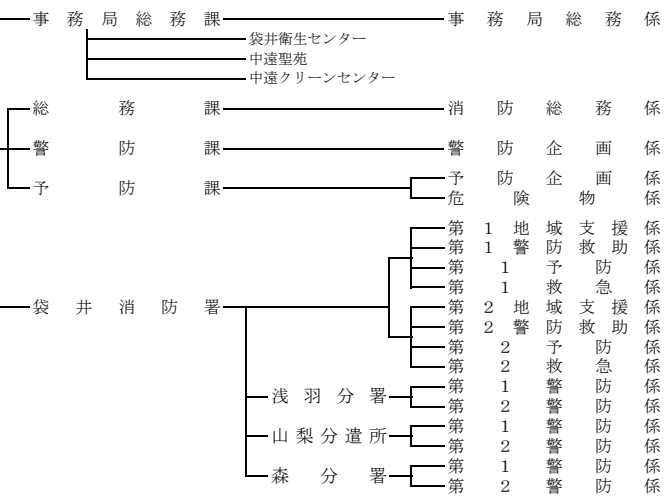 事務局総務課 事務局総務係
袋井衛生センター
中遠聖苑
中遠クリーンセンター
総務課 消防総務係
警防課 警防企画係
予防企画係
予防課
危険物係
第1地域支援係
第1警防救助係
第1予防係
第1救急係
袋井消防署 第2地域支援係
第2警防救助係
第2予防係
第2救急係
第1警防係
浅羽分署
第2警防係
第1警防係
山梨分遣所
第2警防係
第1警防係
森分署
第2警防係